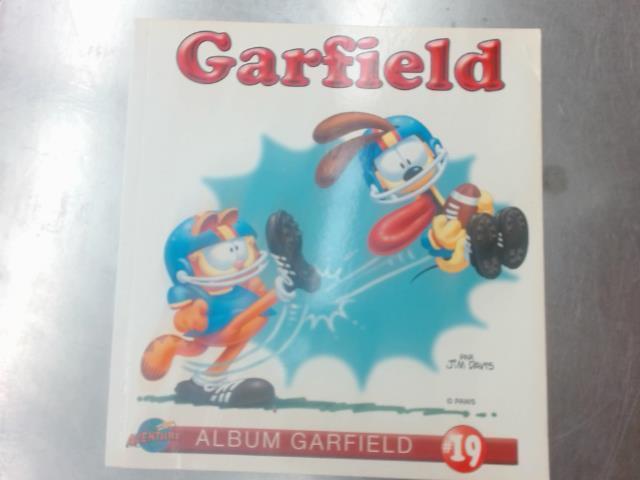 Garfield
PAR
JIM DAVIS
© PAWS
ALBUM GARFIELD
#19